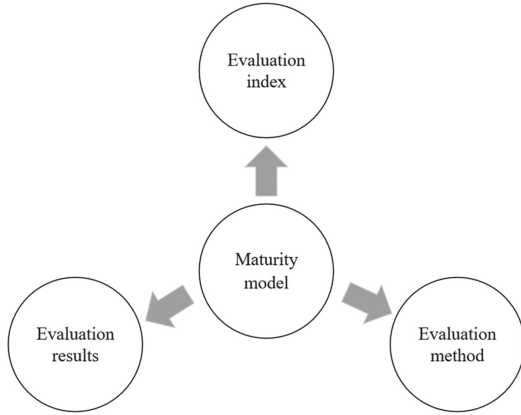 Evaluation
index
Maturity
model
Evaluation
results
Evaluation
method